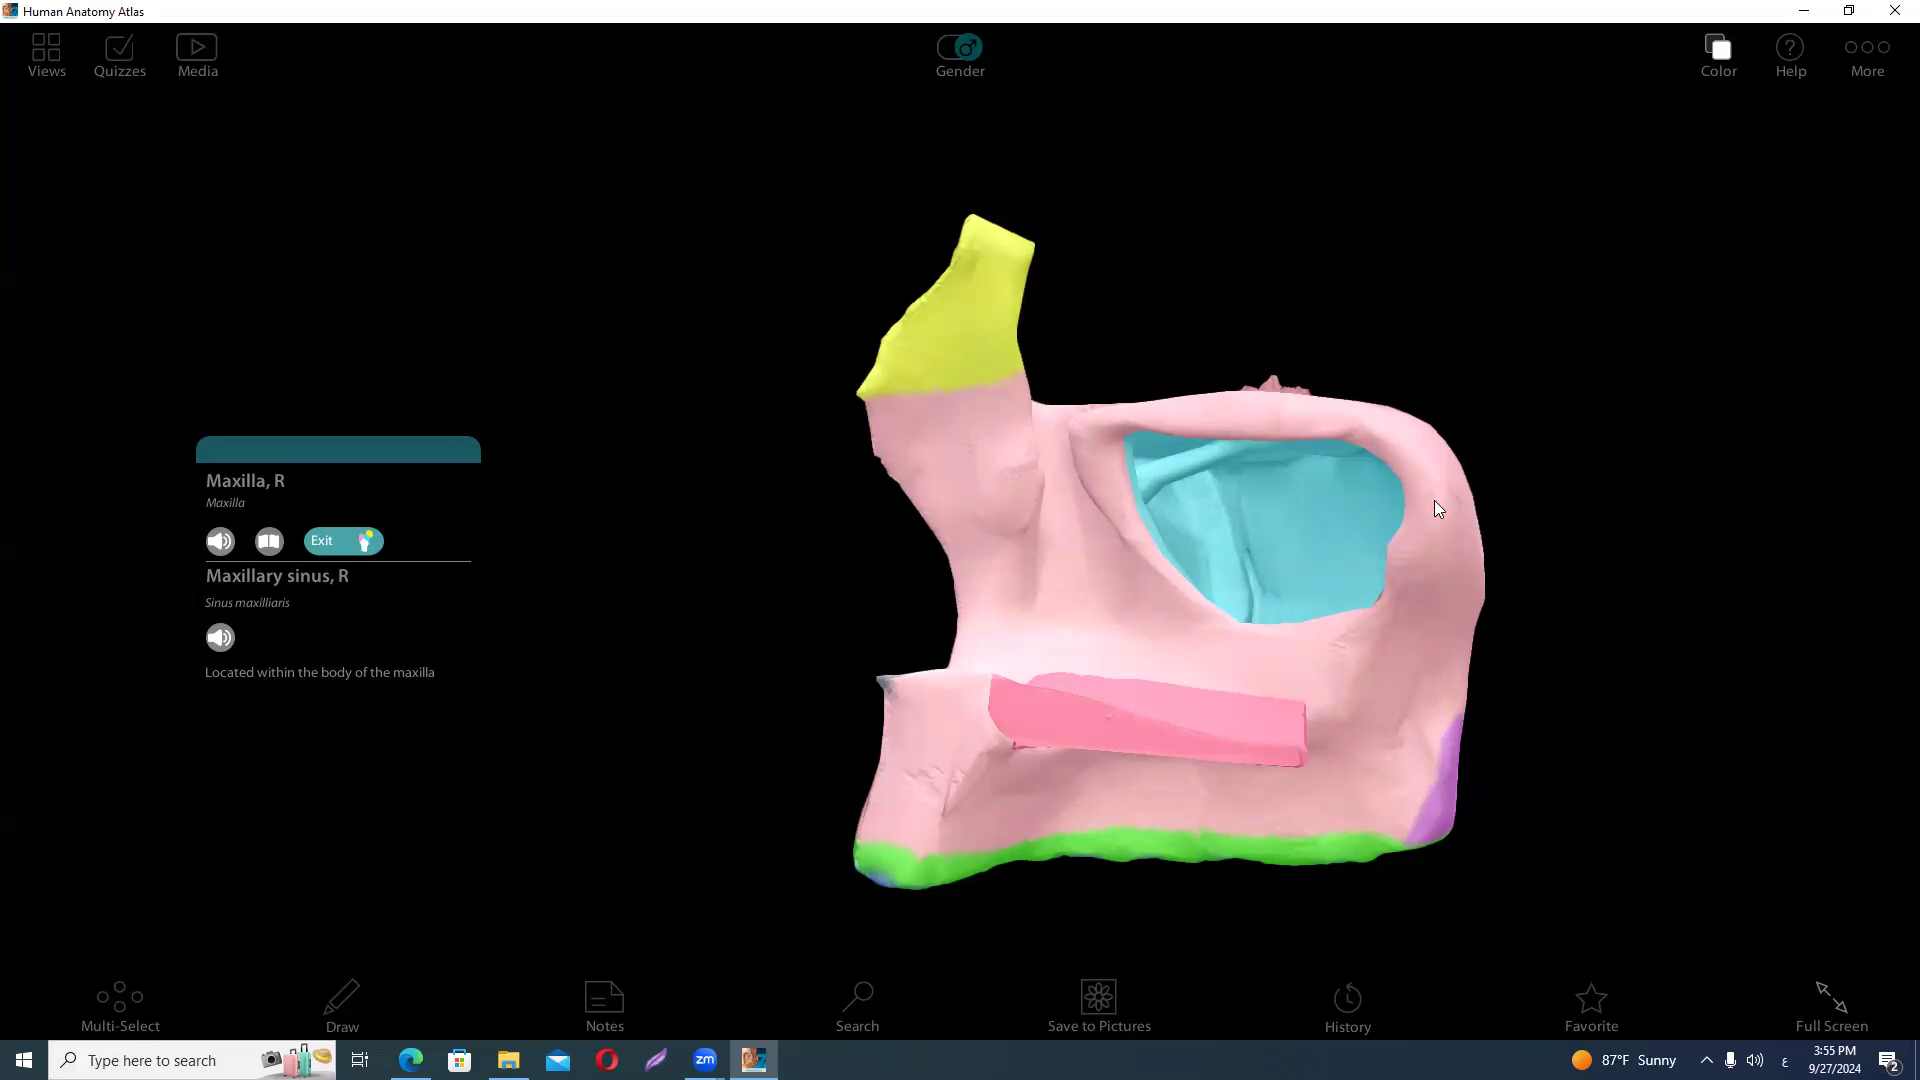 Human Anatomy Atlas
Views
Quizzes
Media
Gender
Color
Help
More
Maxilla, R
Maxilla
Exit
Maxillary sinus, R
Sinus maxilliaris
Located within the body of the maxilla
Multi-Select
Draw
Notes
Search
Save to Pictures
History
Favorite
Full Screen
Type here to search
zm
87°F Sunny
ع
3:55 PM
9/27/2024
2